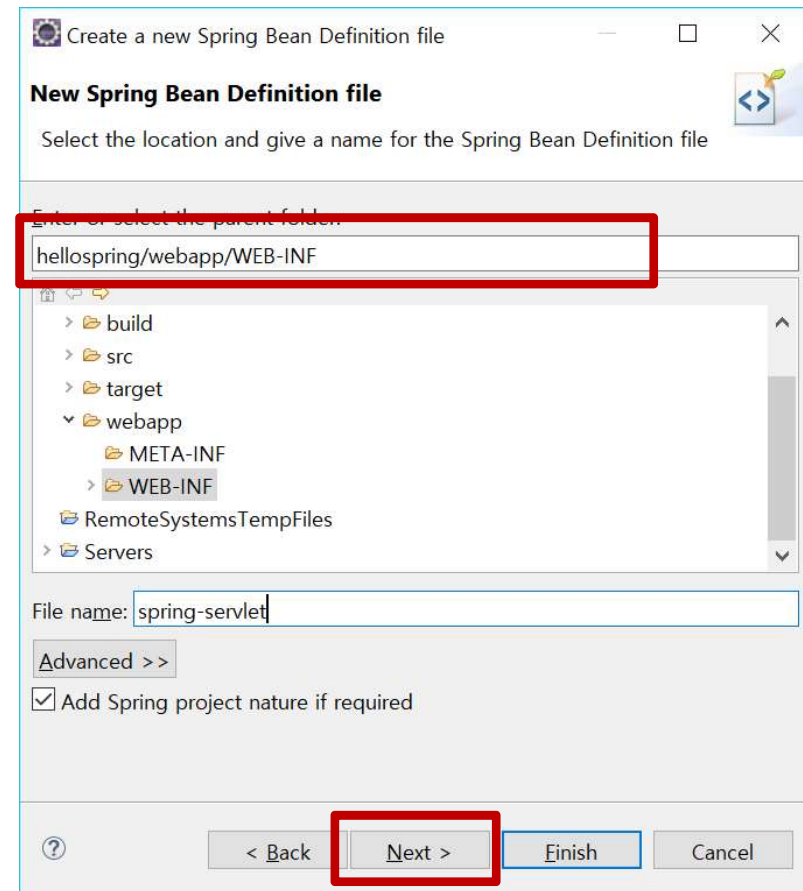 Create a new Spring Bean Definition file
New Spring Bean Definition file
Select the location and give a name for the Spring Bean Definition file
Enter or select the parent folder:
hellospring/webapp/WEB-INF
build
src
target
webapp
META-INF
WEB-INF
RemoteSystemsTempFiles
Servers
File name: spring-servlet
Advanced >>
Add Spring project nature if required
< Back Next > Finish Cancel